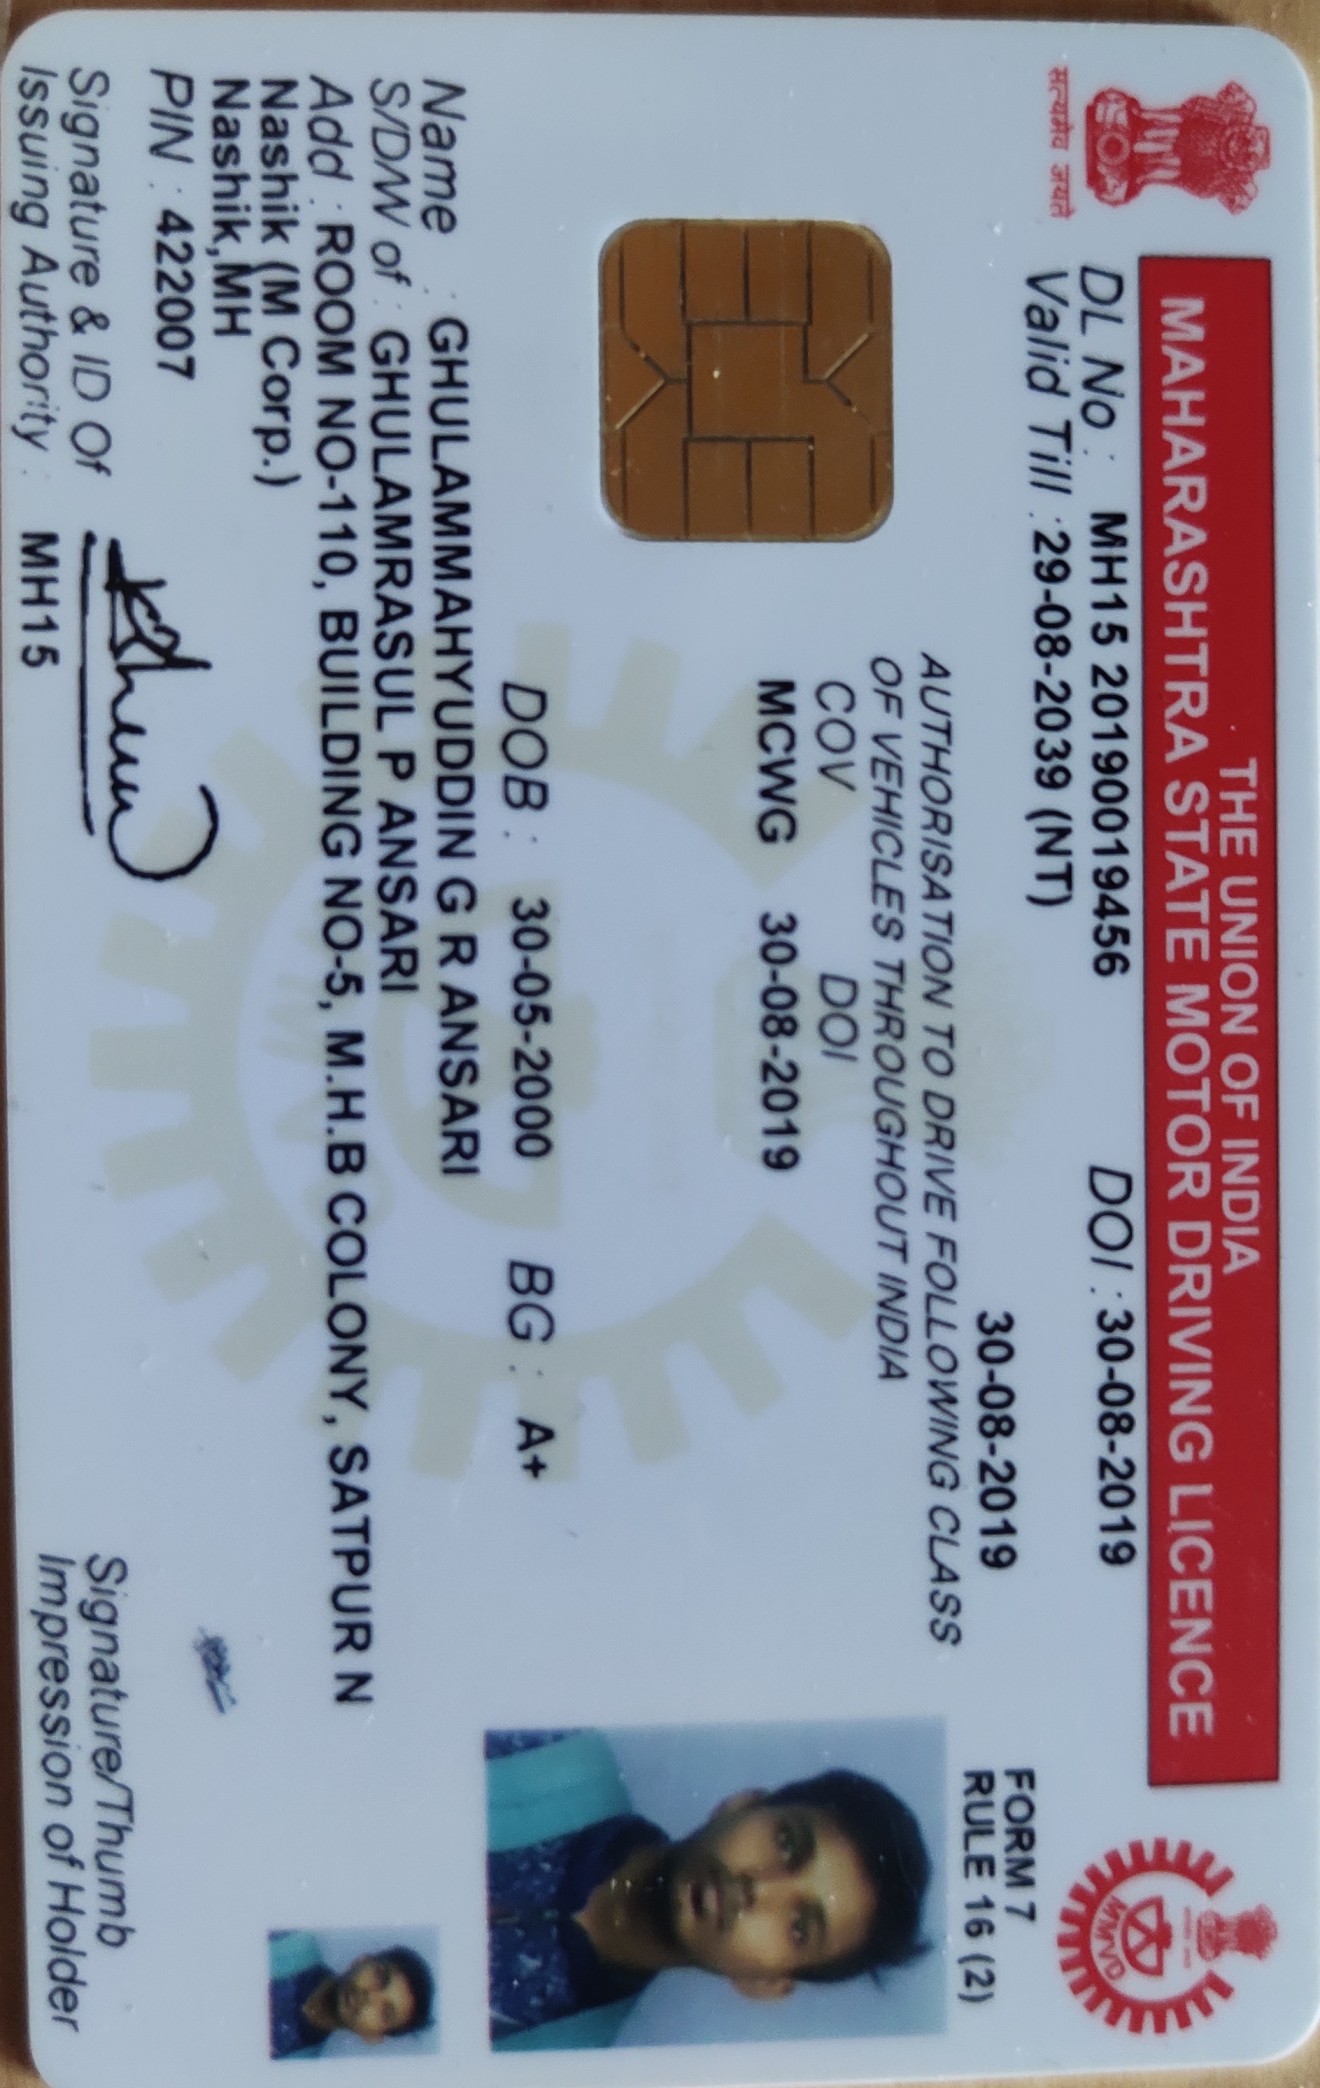 THE UNION OF INDIA
MAHARASHTRA STATE MOTOR DRIVING LICENCE
सत्यमेव जयते
DL No : MH15 20190019456 DOI : 30-08-2019
Valid Till : 29-08-2039 (NT) 30-08-2019
FORM 7
RULE 16 (2)
AUTHORISATION TO DRIVE FOLLOWING CLASS
OF VEHICLES THROUGHOUT INDIA
COV DOI
MCWG 30-08-2019
DOB : 30-05-2000 BG : A+
Name : GHULAMMAHYUDDIN G R ANSARI
S/D/W of : GHULAMRASUL P ANSARI
Add : ROOM NO-110, BUILDING NO-5, M.H.B COLONY, SATPUR N
Nashik (M Corp.)
Nashik,MH
PIN : 422007
Signature & ID Of
Issuing Authority : MH15
Signature/Thumb
Impression of Holder
MMVD